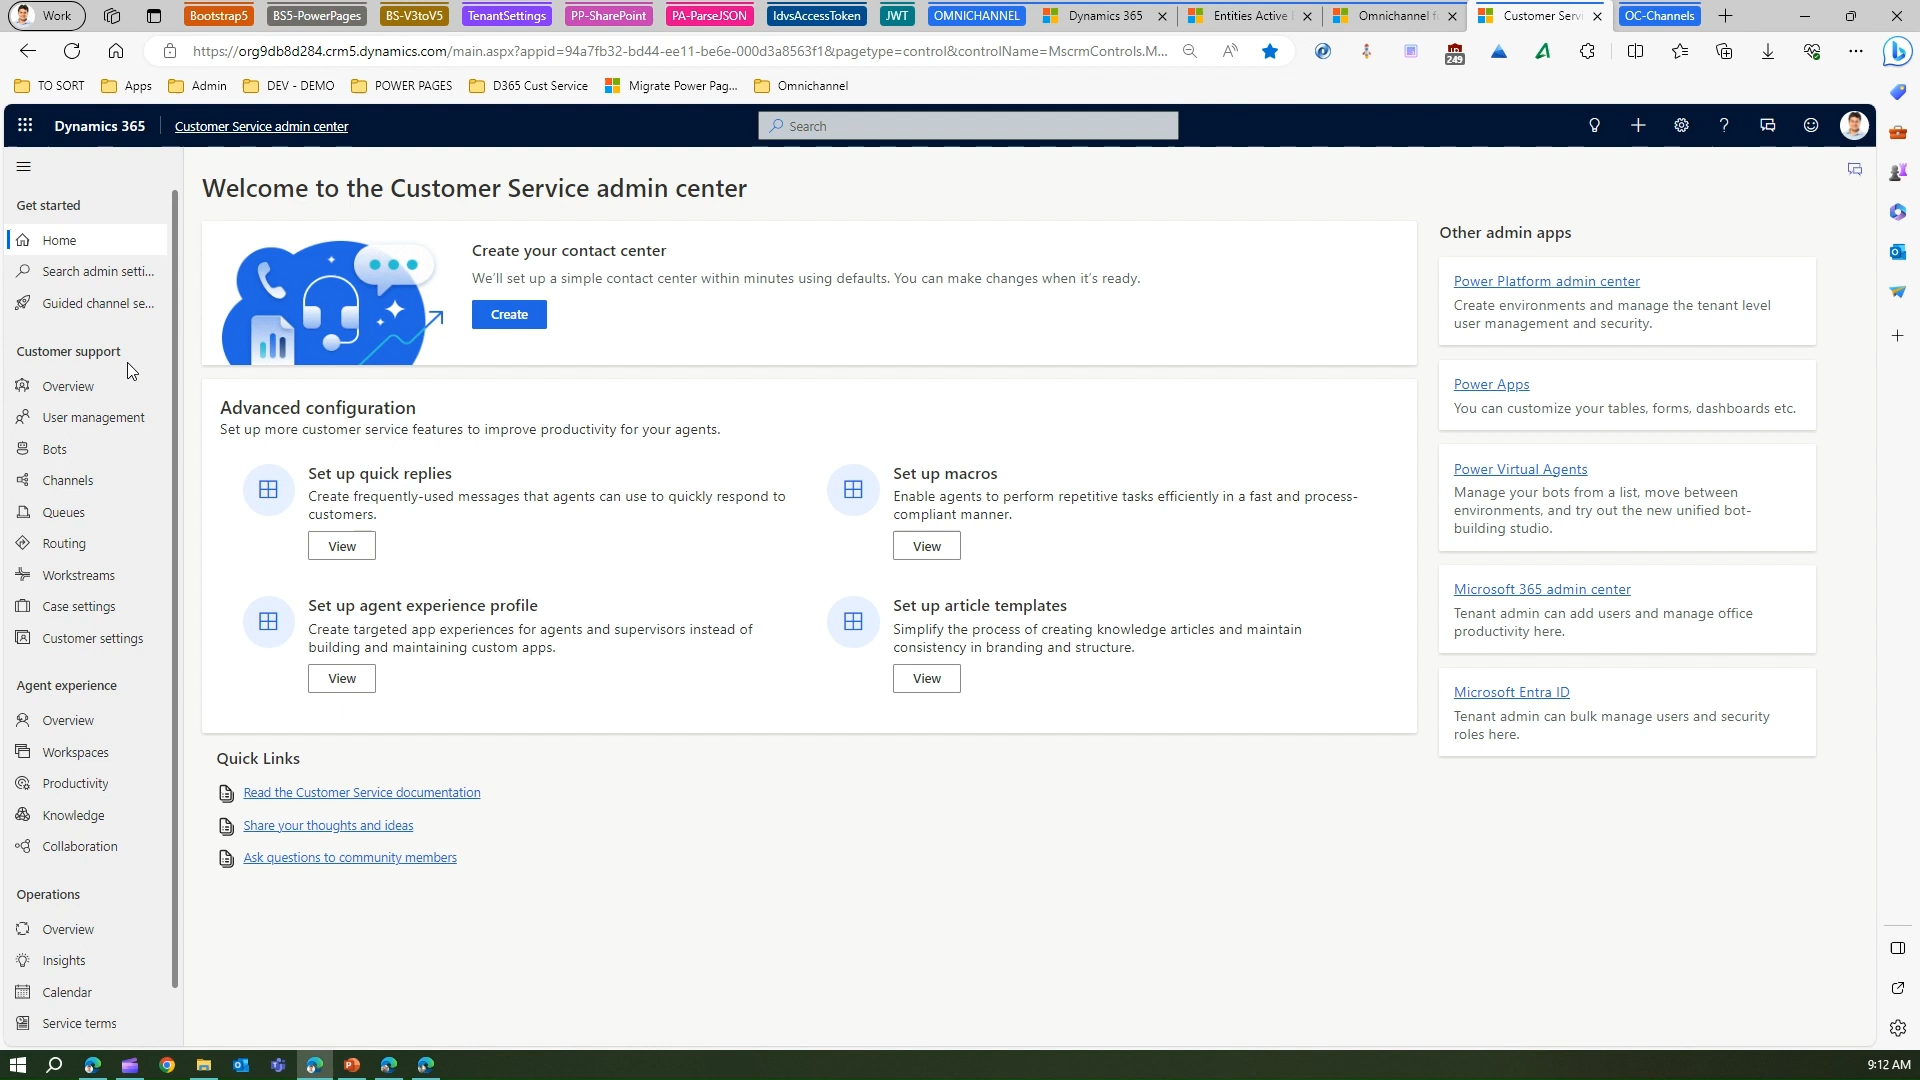 Work
Bootstrap5
BS5-PowerPages
BS-V3toV5
TenantSettings
PP-SharePoint
PA-ParseJSON
IdvsAccessToken
JWT
OMNICHANNEL
Dynamics 365
Entities Active
Omnichannel f
Customer Serv
OC-Channels
https://org9db8d284.crm5.dynamics.com/main.aspx?appid=94a7fb32-bd44-ee11-be6e-000d3a8563f1&pagetype=control&controlName=MscrmControls.M...
249
TO SORT
Apps
Admin
DEV - DEMO
POWER PAGES
D365 Cust Service
Migrate Power Pag...
Omnichannel
Dynamics 365
Customer Service admin center
Search
Get started
Home
Search admin setti...
Guided channel se...
Customer support
Overview
User management
Bots
Channels
Queues
Routing
Workstreams
Case settings
Customer settings
Agent experience
Overview
Workspaces
Productivity
Knowledge
Collaboration
Operations
Overview
Insights
Calendar
Service terms
Welcome to the Customer Service admin center
Create your contact center
We'll set up a simple contact center within minutes using defaults. You can make changes when it's ready.
Create
Advanced configuration
Set up more customer service features to improve productivity for your agents.
Set up quick replies
Create frequently-used messages that agents can use to quickly respond to
customers.
View
Set up macros
Enable agents to perform repetitive tasks efficiently in a fast and process-
compliant manner.
View
Set up agent experience profile
Create targeted app experiences for agents and supervisors instead of
building and maintaining custom apps.
View
Set up article templates
Simplify the process of creating knowledge articles and maintain
consistency in branding and structure.
View
Quick Links
Read the Customer Service documentation
Share your thoughts and ideas
Ask questions to community members
Other admin apps
Power Platform admin center
Create environments and manage the tenant level
user management and security.
Power Apps
You can customize your tables, forms, dashboards etc.
Power Virtual Agents
Manage your bots from a list, move between
environments, and try out the new unified bot-
building studio.
Microsoft 365 admin center
Tenant admin can add users and manage office
productivity here.
Microsoft Entra ID
Tenant admin can bulk manage users and security
roles here.
9:12 AM